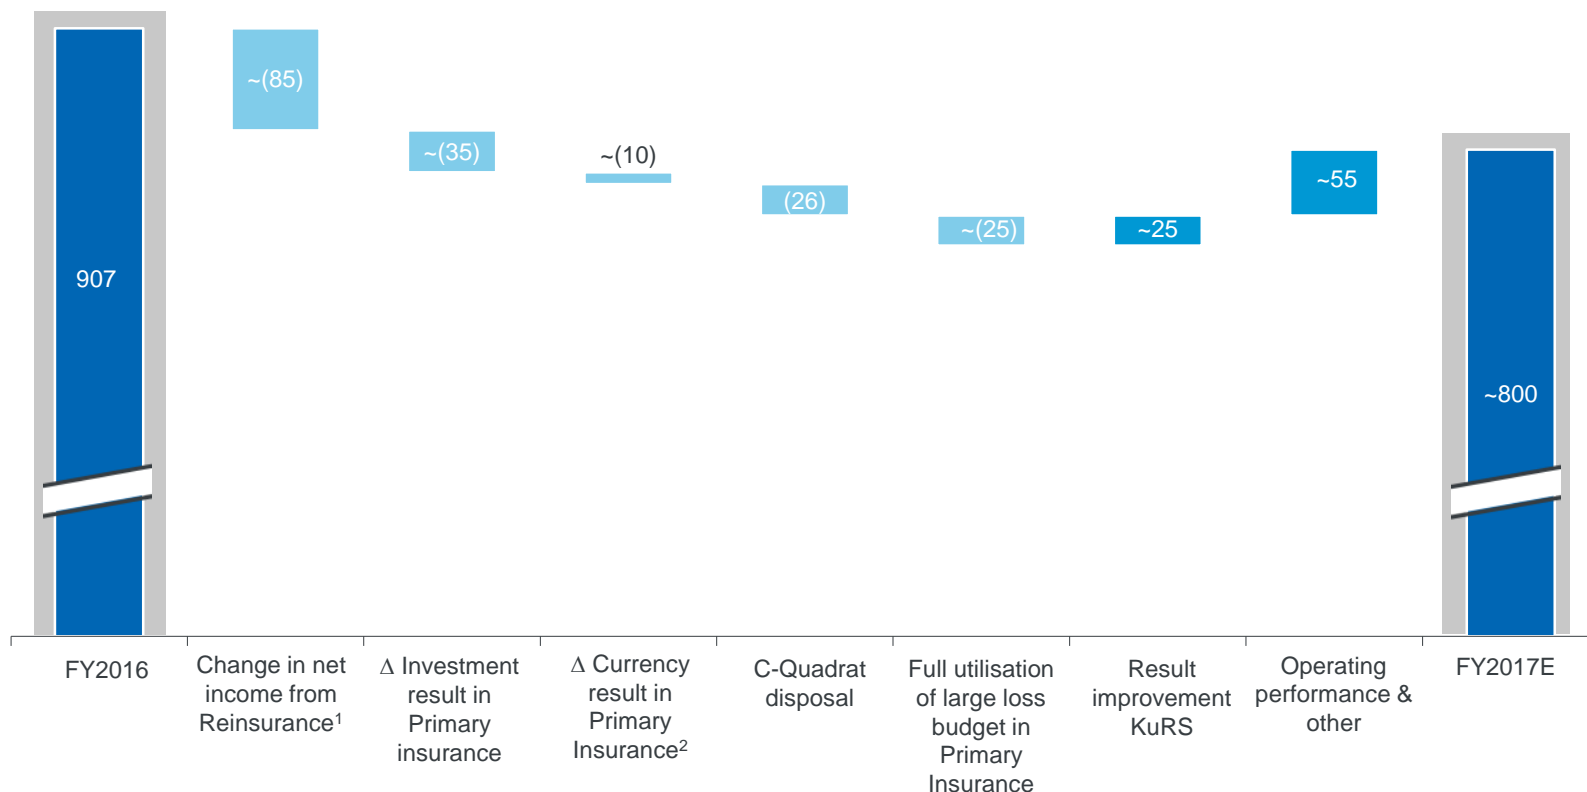 ~(85)
~(35)
~(10)
(26)
~(25)
~25
~55
907
~800
FY2016
Change in net
income from
Reinsurance¹
Δ Investment
result in
Primary
insurance
Δ Currency
result in
Primary
Insurance²
C-Quadrat
disposal
Full utilisation
of large loss
budget in
Primary
Insurance
Result
improvement
KuRS
Operating
performance &
other
FY2017E